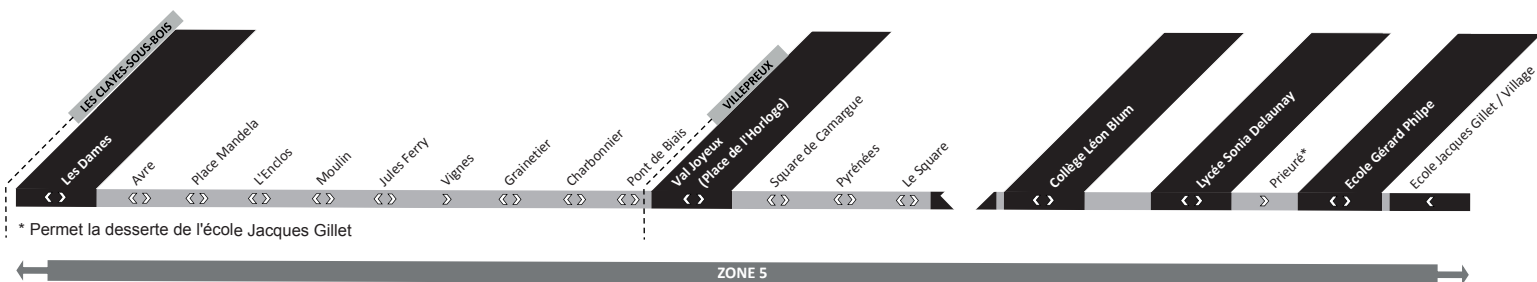 LES CLAYES-SOUS-BOIS
Les Dames
Avre
Place Mandela
L'Enclos
Moulin
Jules Ferry
Vignes
Grainetier
Charbonnier
Pont de Biais
VILLEPREUX
Val Joyeux
(Place de l'Horloge)
Square de Camargue
Pyrénées
Le Square
Collège Léon Blum
Lycée Sonia Delaunay
Prieuré*
Ecole Gérard Philpe
Ecole Jacques Gillet / Village
* Permet la desserte de l'école Jacques Gillet
ZONE 5